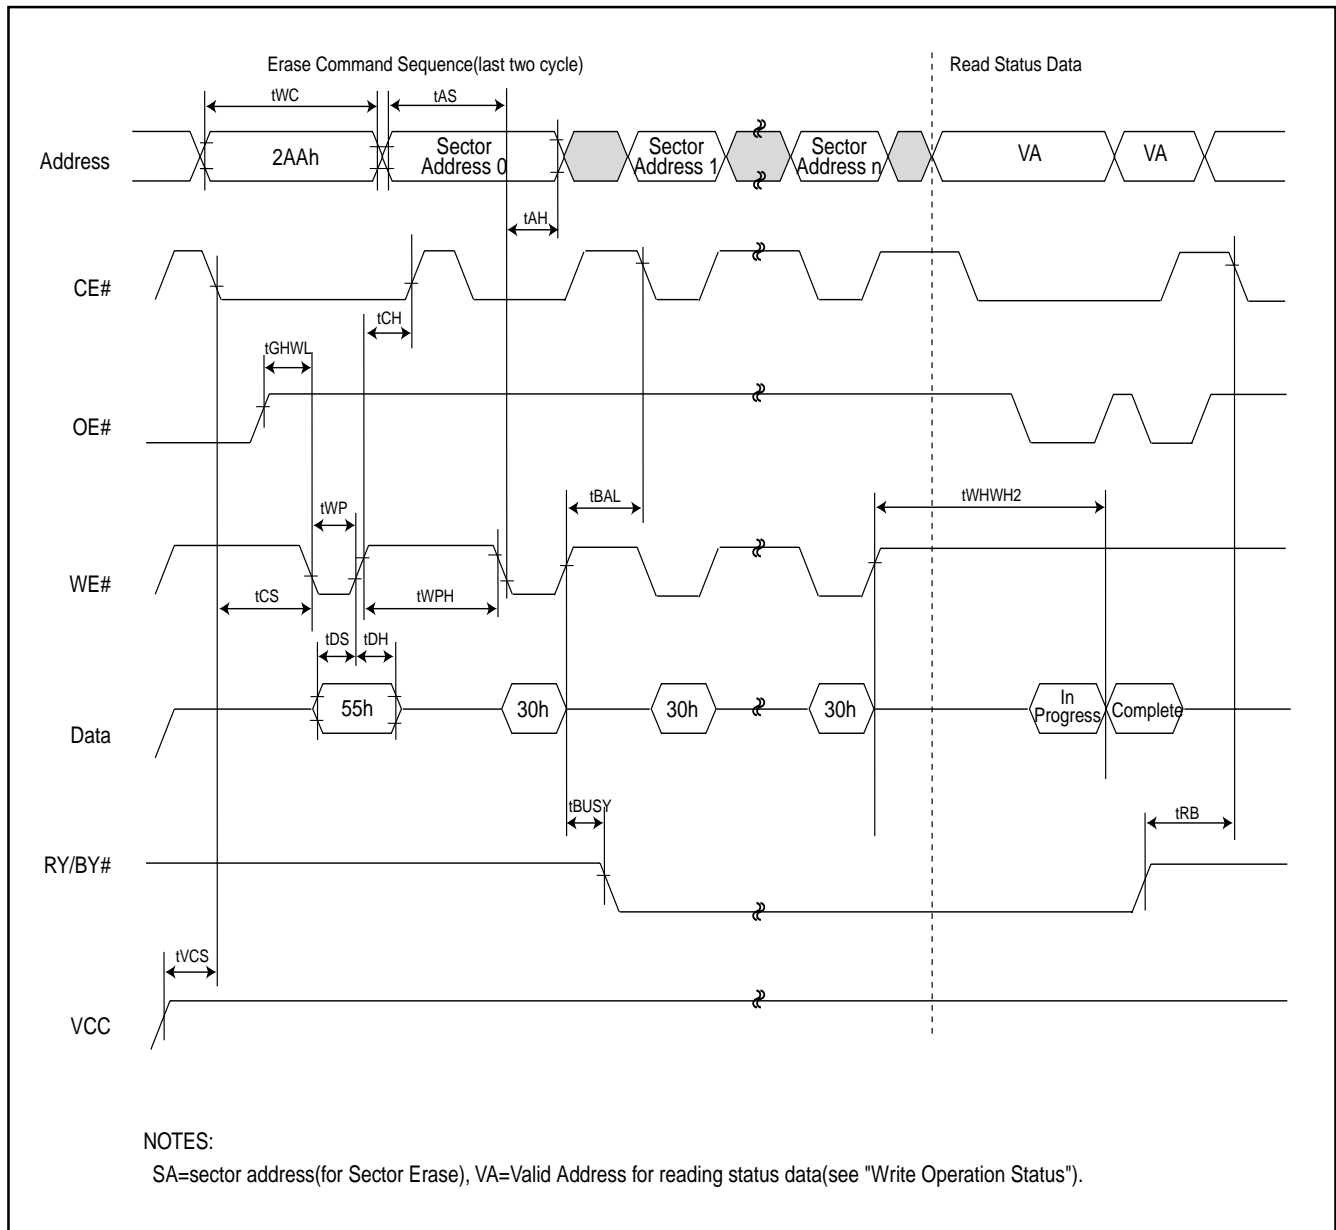 Erase Command Sequence(last two cycle)
Read Status Data
tWC
tAS
Address
2AAh
Sector
Address 0
Sector
Address 1
Sector
Address n
VA
VA
tAH
CE#
tCH
tGHWL
OE#
tWP
tBAL
tWHWH2
WE#
tCS
tWPH
tDS
tDH
Data
55h
30h
30h
30h
In
Progress
Complete
tBUSY
tRB
RY/BY#
tVCS
VCC
NOTES:
SA=sector address(for Sector Erase), VA=Valid Address for reading status data(see "Write Operation Status").